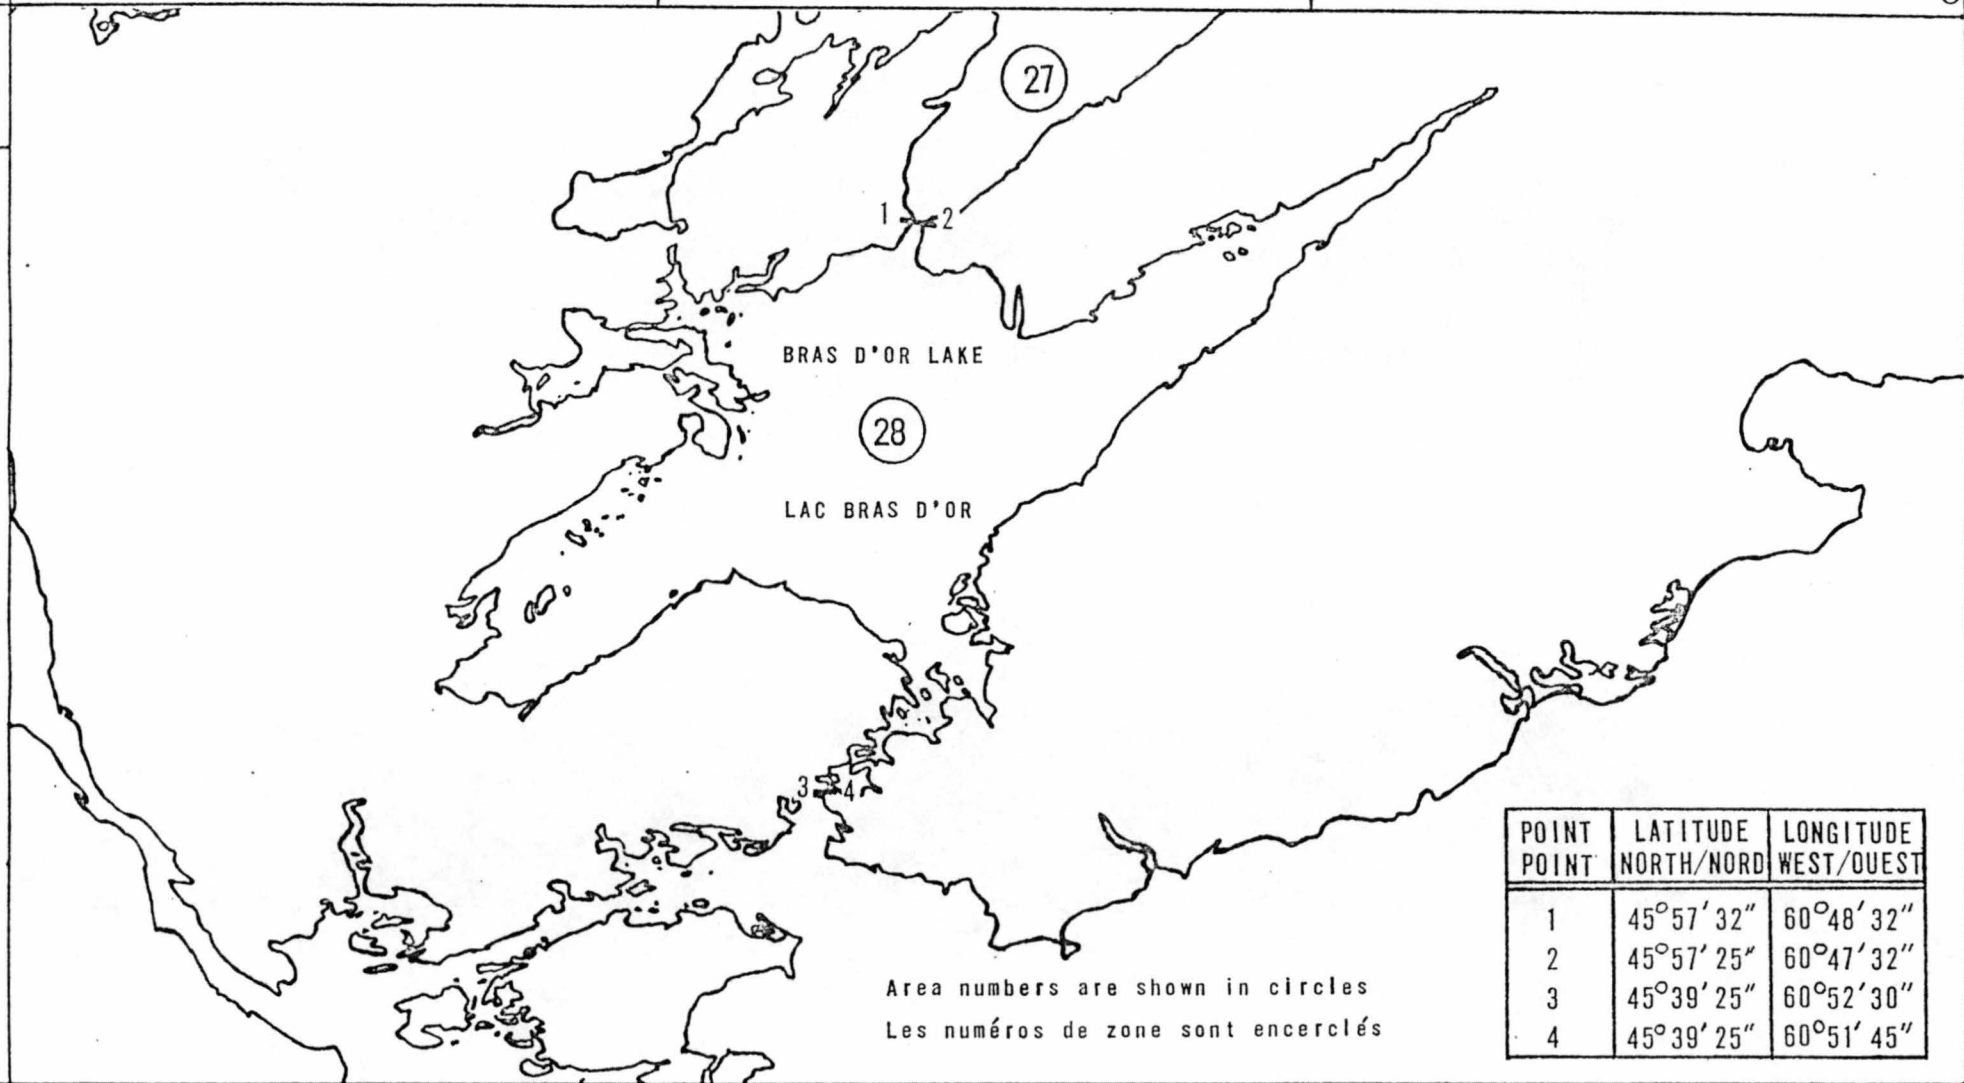 27
1 2
BRAS D'OR LAKE
28
LAC BRAS D'OR
3 4
POINT LATITUDE LONGITUDE
POINT NORTH/NORD WEST/OUEST
1 45°57'32" 60°48'32"
2 45°57'25" 60°47'32"
3 45°39'25" 60°52'30"
4 45°39'25" 60°51'45"
Area numbers are shown in circles
Les numéros de zone sont encerclés